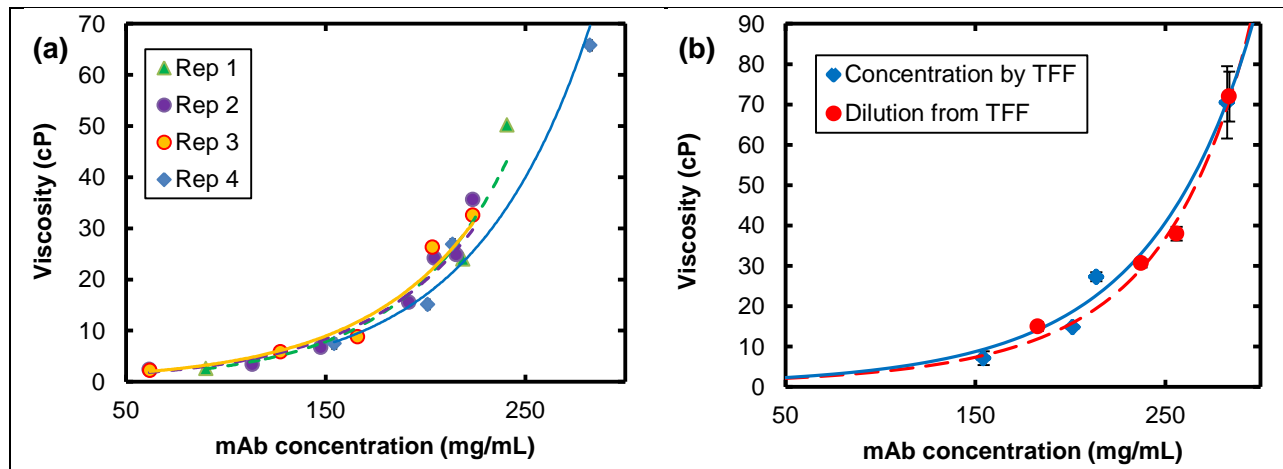 (a)
Viscosity (cP)
70
60
50
40
30
20
10
0
Rep 1
Rep 2
Rep 3
Rep 4
50 150 250
mAb concentration (mg/mL)
(b)
Viscosity (cP)
90
80
70
60
50
40
30
20
10
0
Concentration by TFF
Dilution from TFF
50 150 250
mAb concentration (mg/mL)